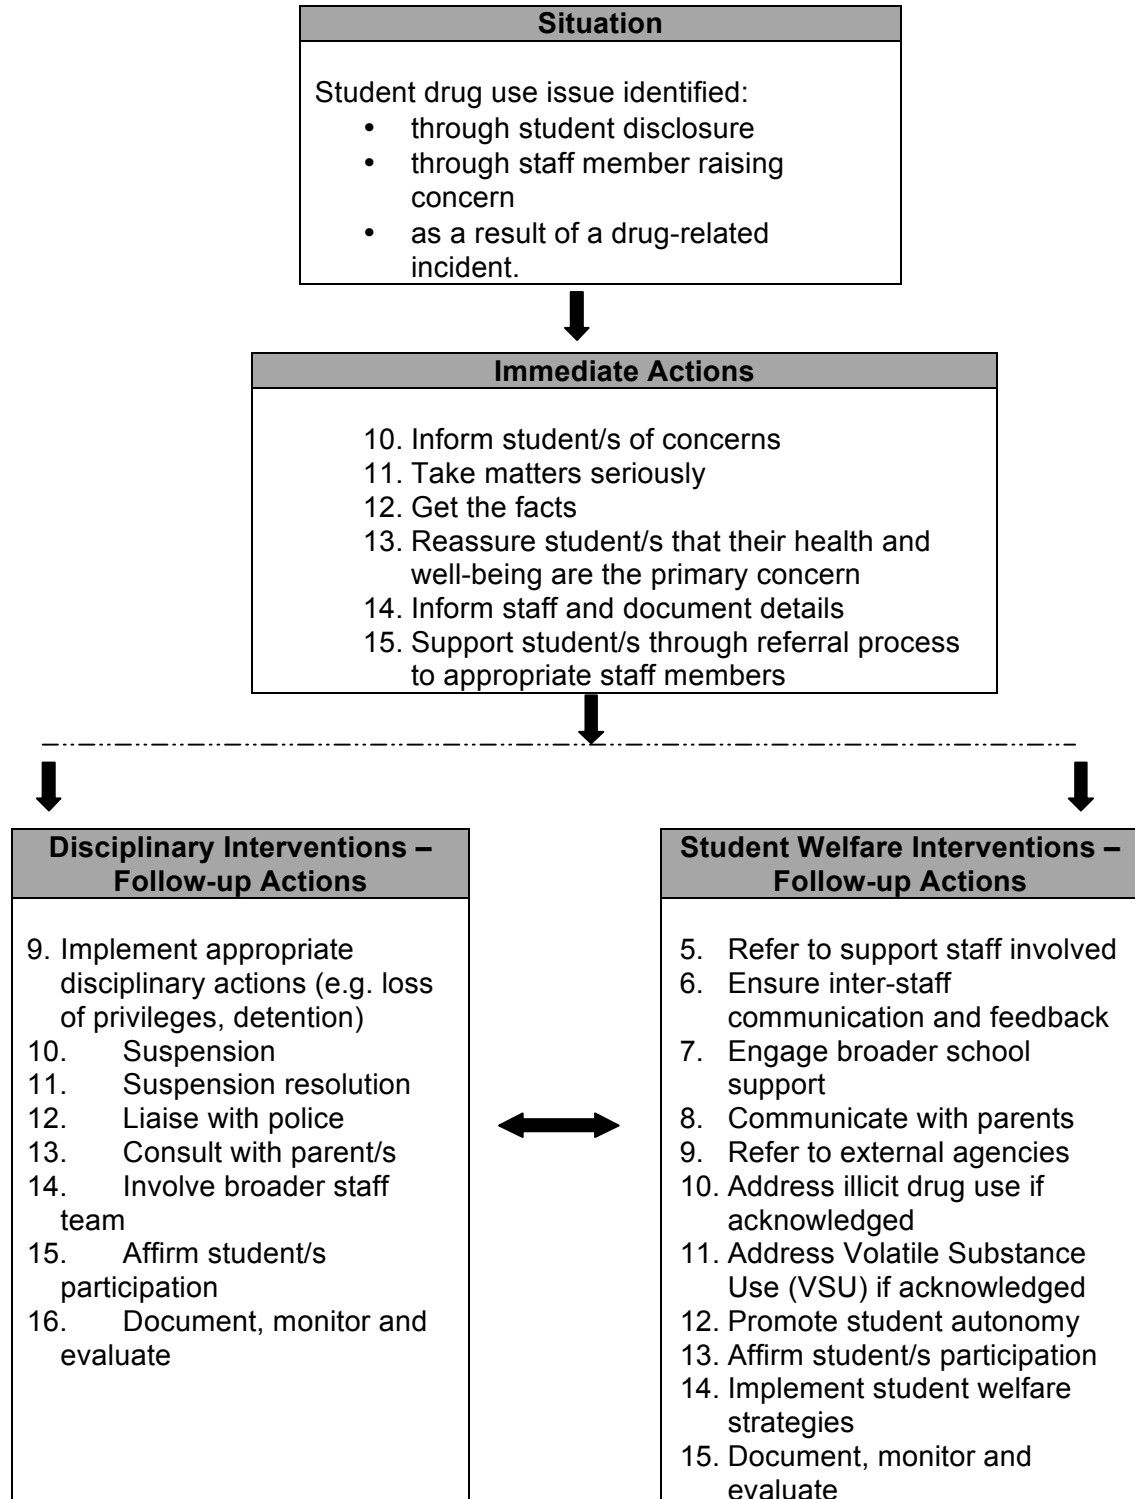 Situation
Student drug use issue identified:
• through student disclosure
• through staff member raising
concern
• as a result of a drug-related
incident.
Immediate Actions
10. Inform student/s of concerns
11. Take matters seriously
12. Get the facts
13. Reassure student/s that their health and
well-being are the primary concern
14. Inform staff and document details
15. Support student/s through referral process
to appropriate staff members
Disciplinary Interventions –
Follow-up Actions
9. Implement appropriate
disciplinary actions (e.g. loss
of privileges, detention)
10. Suspension
11. Suspension resolution
12. Liaise with police
13. Consult with parent/s
14. Involve broader staff
team
15. Affirm student/s
participation
16. Document, monitor and
evaluate
Student Welfare Interventions –
Follow-up Actions
5. Refer to support staff involved
6. Ensure inter-staff
communication and feedback
7. Engage broader school
support
8. Communicate with parents
9. Refer to external agencies
10. Address illicit drug use if
acknowledged
11. Address Volatile Substance
Use (VSU) if acknowledged
12. Promote student autonomy
13. Affirm student/s participation
14. Implement student welfare
strategies
15. Document, monitor and
evaluate